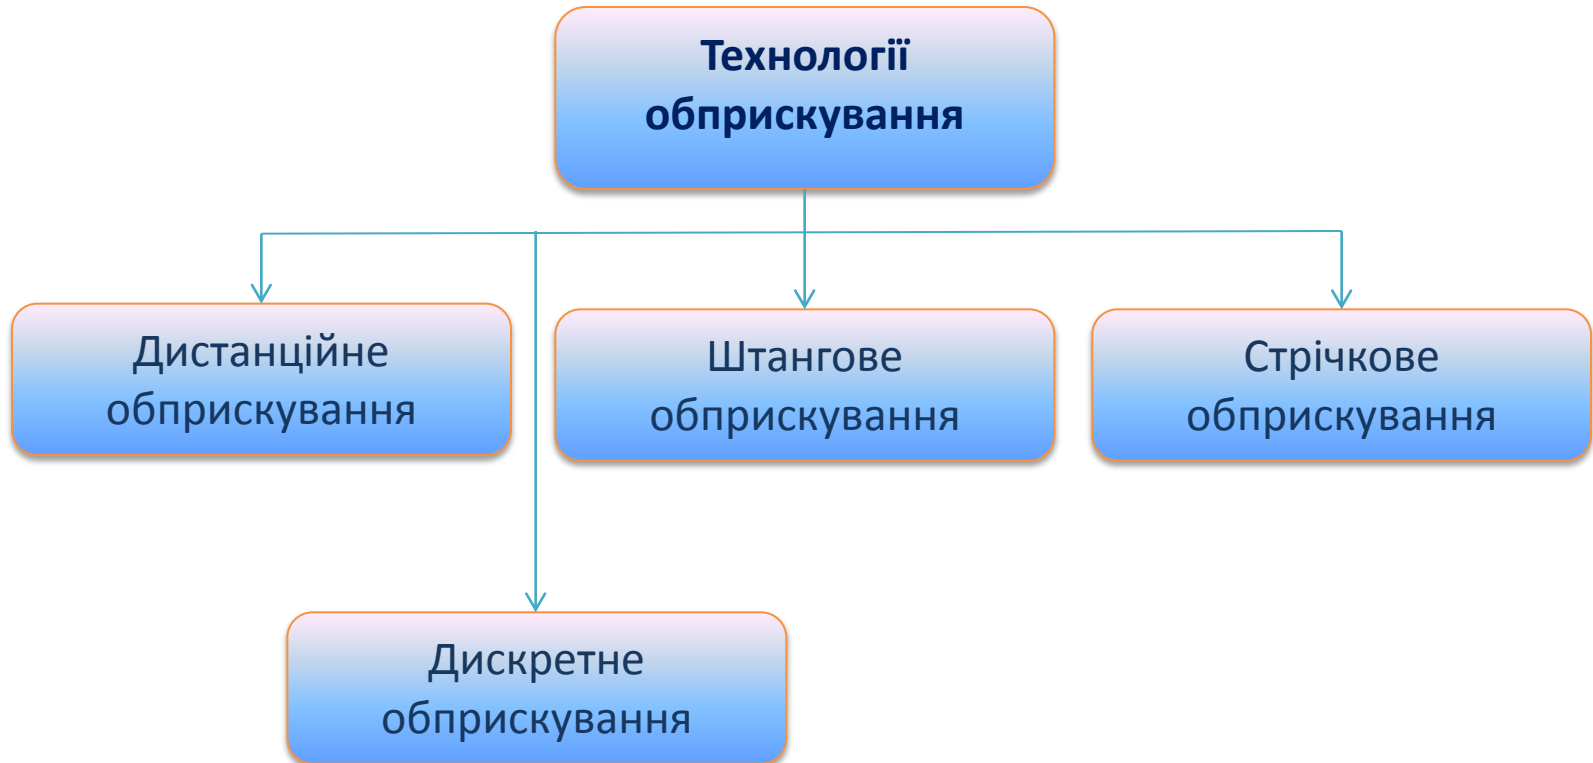 Технології
обприскування
Дистанційне
обприскування
Штангове
обприскування
Стрічкове
обприскування
Дискретне
обприскування